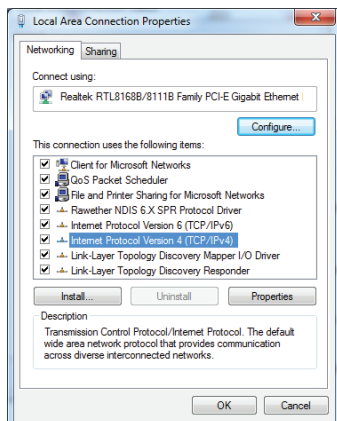 Local Area Connection Properties
Networking
Sharing
Connect using:
Realtek RTL8168B/8111B Family PCI-E Gigabit Ethernet
Configure...
This connection uses the following items:
Client for Microsoft Networks
QoS Packet Scheduler
File and Printer Sharing for Microsoft Networks
Rawether NDIS 6.X SPR Protocol Driver
Internet Protocol Version 6 (TCP/IPv6)
Internet Protocol Version 4 (TCP/IPv4)
Link-Layer Topology Discovery Mapper I/O Driver
Link-Layer Topology Discovery Responder
Install...
Uninstall
Properties
Description
Transmission Control Protocol/Internet Protocol. The default
wide area network protocol that provides communication
across diverse interconnected networks.
OK
Cancel